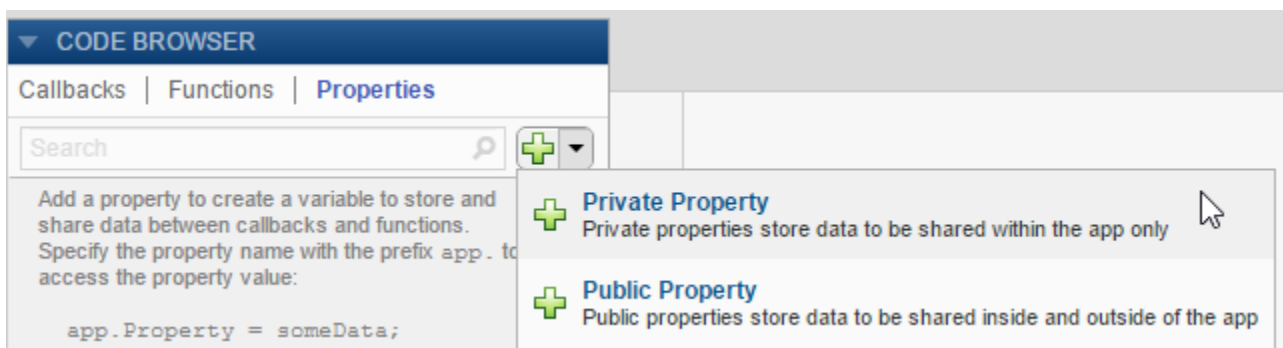 CODE BROWSER
Callbacks | Functions | Properties
Search
Add a property to create a variable to store and
share data between callbacks and functions.
Specify the property name with the prefix app. to
access the property value:
app.Property = someData;
Private Property
Private properties store data to be shared within the app only
Public Property
Public properties store data to be shared inside and outside of the app